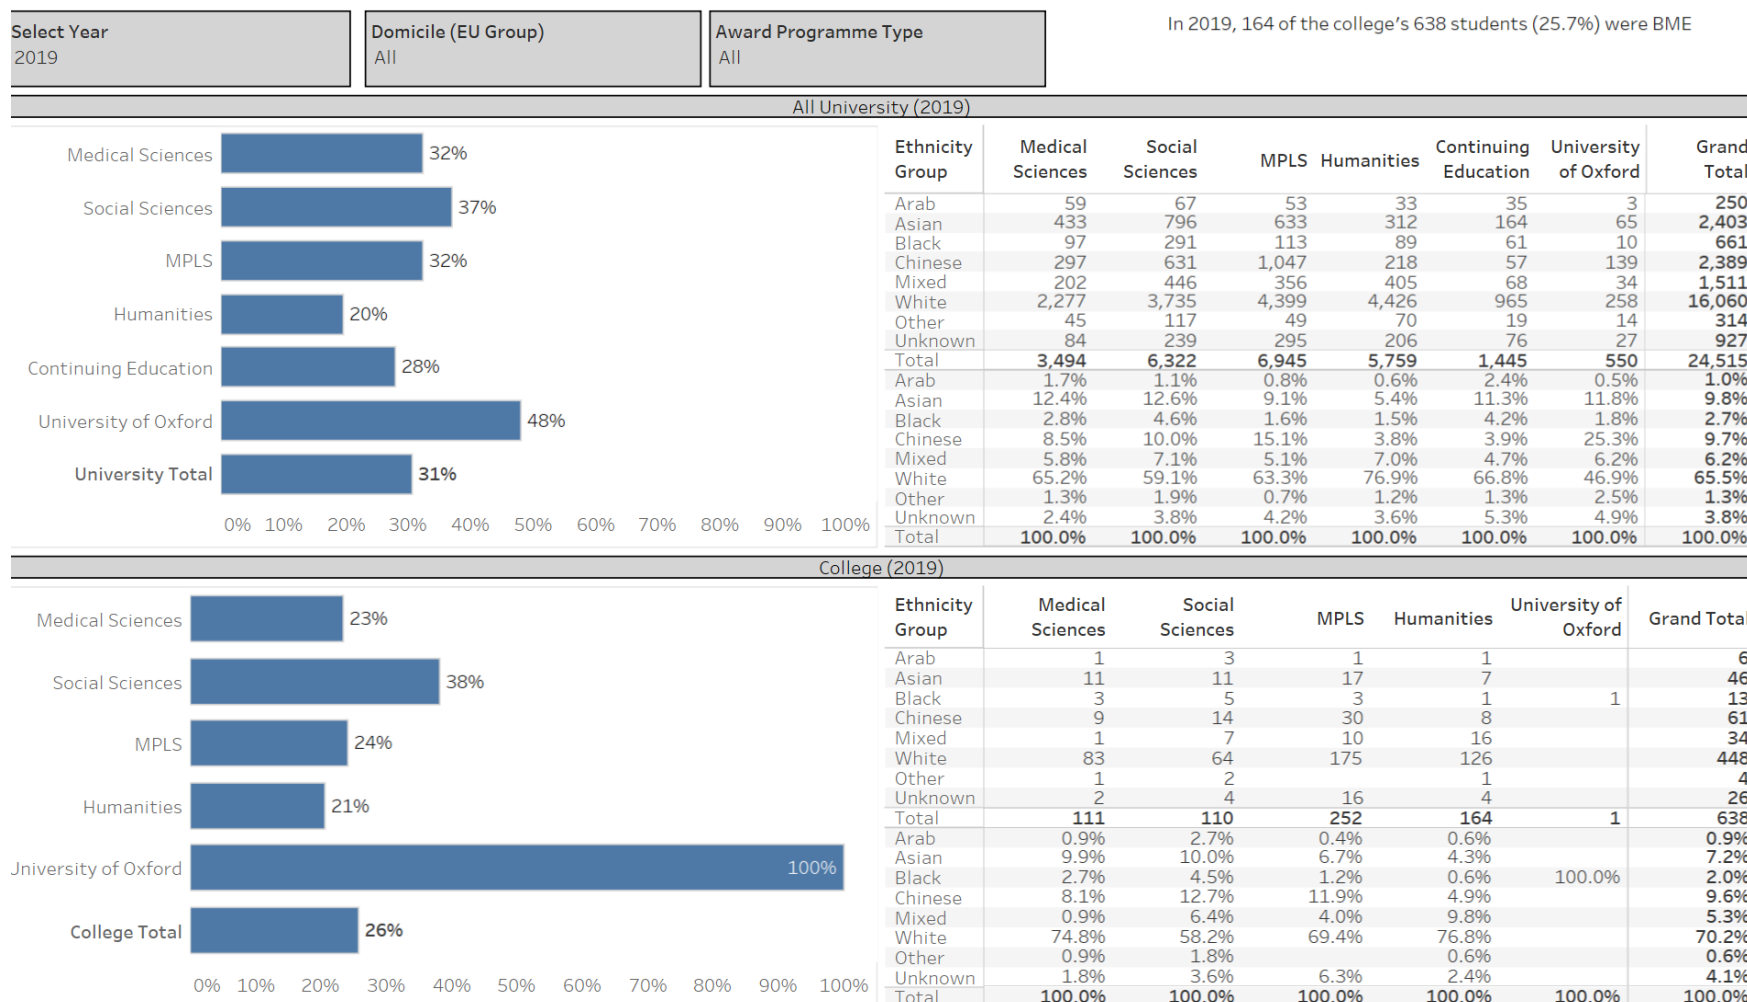 Select Year
2019
Domicile (EU Group)
All
Award Programme Type
All
In 2019, 164 of the college's 638 students (25.7%) were BME
All University (2019)
Medical Sciences 32%
Social Sciences 37%
MPLS 32%
Humanities 20%
Continuing Education 28%
University of Oxford 48%
University Total 31%
0% 10% 20% 30% 40% 50% 60% 70% 80% 90% 100%
Ethnicity Group Medical Sciences Social Sciences MPLS Humanities Continuing Education University of Oxford Grand Total
Arab 59 67 53 33 35 3 250
Asian 433 796 633 312 164 65 2,403
Black 97 291 113 89 61 10 661
Chinese 297 631 1,047 218 57 139 2,389
Mixed 202 446 356 405 68 34 1,511
White 2,277 3,735 4,399 4,426 965 258 16,060
Other 45 117 49 70 19 14 314
Unknown 84 239 295 206 76 27 927
Total 3,494 6,322 6,945 5,759 1,445 550 24,515
Arab 1.7% 1.1% 0.8% 0.6% 2.4% 0.5% 1.0%
Asian 12.4% 12.6% 9.1% 5.4% 11.3% 11.8% 9.8%
Black 2.8% 4.6% 1.6% 1.5% 4.2% 1.8% 2.7%
Chinese 8.5% 10.0% 15.1% 3.8% 3.9% 25.3% 9.7%
Mixed 5.8% 7.1% 5.1% 7.0% 4.7% 6.2% 6.2%
White 65.2% 59.1% 63.3% 76.9% 66.8% 46.9% 65.5%
Other 1.3% 1.9% 0.7% 1.2% 1.3% 2.5% 1.3%
Unknown 2.4% 3.8% 4.2% 3.6% 5.3% 4.9% 3.8%
Total 100.0% 100.0% 100.0% 100.0% 100.0% 100.0% 100.0%
College (2019)
Medical Sciences 23%
Social Sciences 38%
MPLS 24%
Humanities 21%
University of Oxford 100%
College Total 26%
0% 10% 20% 30% 40% 50% 60% 70% 80% 90% 100%
Ethnicity Group Medical Sciences Social Sciences MPLS Humanities University of Oxford Grand Total
Arab 1 3 1 1 6
Asian 11 11 17 7 46
Black 3 5 3 1 1 13
Chinese 9 14 30 8 61
Mixed 1 7 10 16 34
White 83 64 175 126 448
Other 1 2 1 4
Unknown 2 4 16 4 26
Total 111 110 252 164 1 638
Arab 0.9% 2.7% 0.4% 0.6% 0.9%
Asian 9.9% 10.0% 6.7% 4.3% 7.2%
Black 2.7% 4.5% 1.2% 0.6% 100.0% 2.0%
Chinese 8.1% 12.7% 11.9% 4.9% 9.6%
Mixed 0.9% 6.4% 4.0% 9.8% 5.3%
White 74.8% 58.2% 69.4% 76.8% 70.2%
Other 0.9% 1.8% 0.6% 0.6%
Unknown 1.8% 3.6% 6.3% 2.4% 4.1%
Total 100.0% 100.0% 100.0% 100.0% 100.0% 100.0%